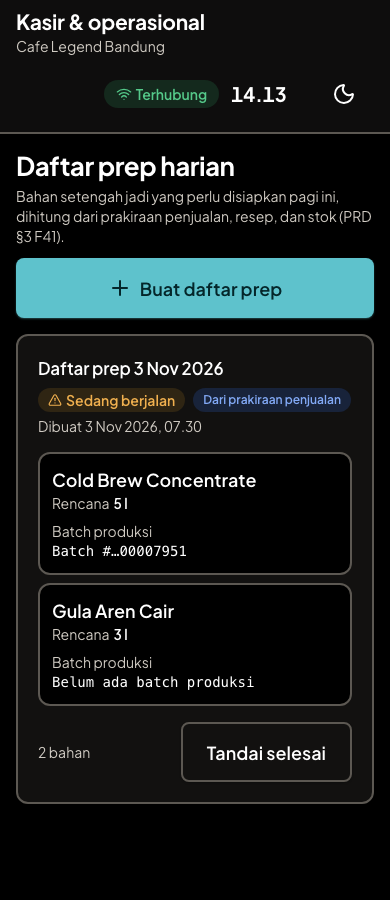 Kasir & operasional
Cafe Legend Bandung
Terhubung 14.13
Daftar prep harian
Bahan setengah jadi yang perlu disiapkan pagi ini,
dihitung dari prakiraan penjualan, resep, dan stok (PRD
§3 F41).
Buat daftar prep
Daftar prep 3 Nov 2026
Sedang berjalan Dari prakiraan penjualan
Dibuat 3 Nov 2026, 07.30
Cold Brew Concentrate
Rencana 5 l
Batch produksi
Batch #…00007951
Gula Aren Cair
Rencana 3 l
Batch produksi
Belum ada batch produksi
2 bahan Tandai selesai